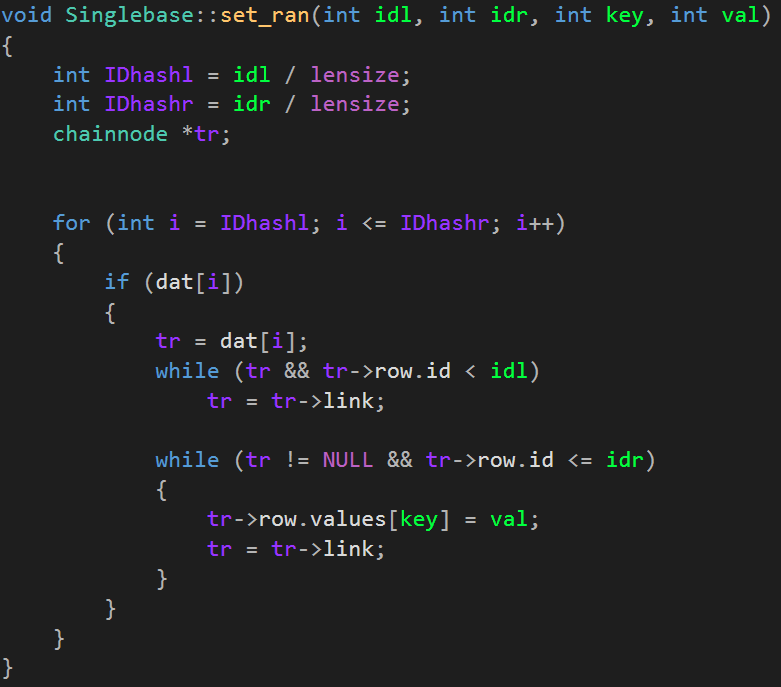 void Singlebase::set_ran(int idl, int idr, int key, int val)
{
    int IDhashl = idl / lensize;
    int IDhashr = idr / lensize;
    chainnode *tr;

    for (int i = IDhashl; i <= IDhashr; i++)
    {
        if (dat[i])
        {
            tr = dat[i];
            while (tr && tr->row.id < idl)
                tr = tr->link;

            while (tr != NULL && tr->row.id <= idr)
            {
                tr->row.values[key] = val;
                tr = tr->link;
            }
        }
    }
}